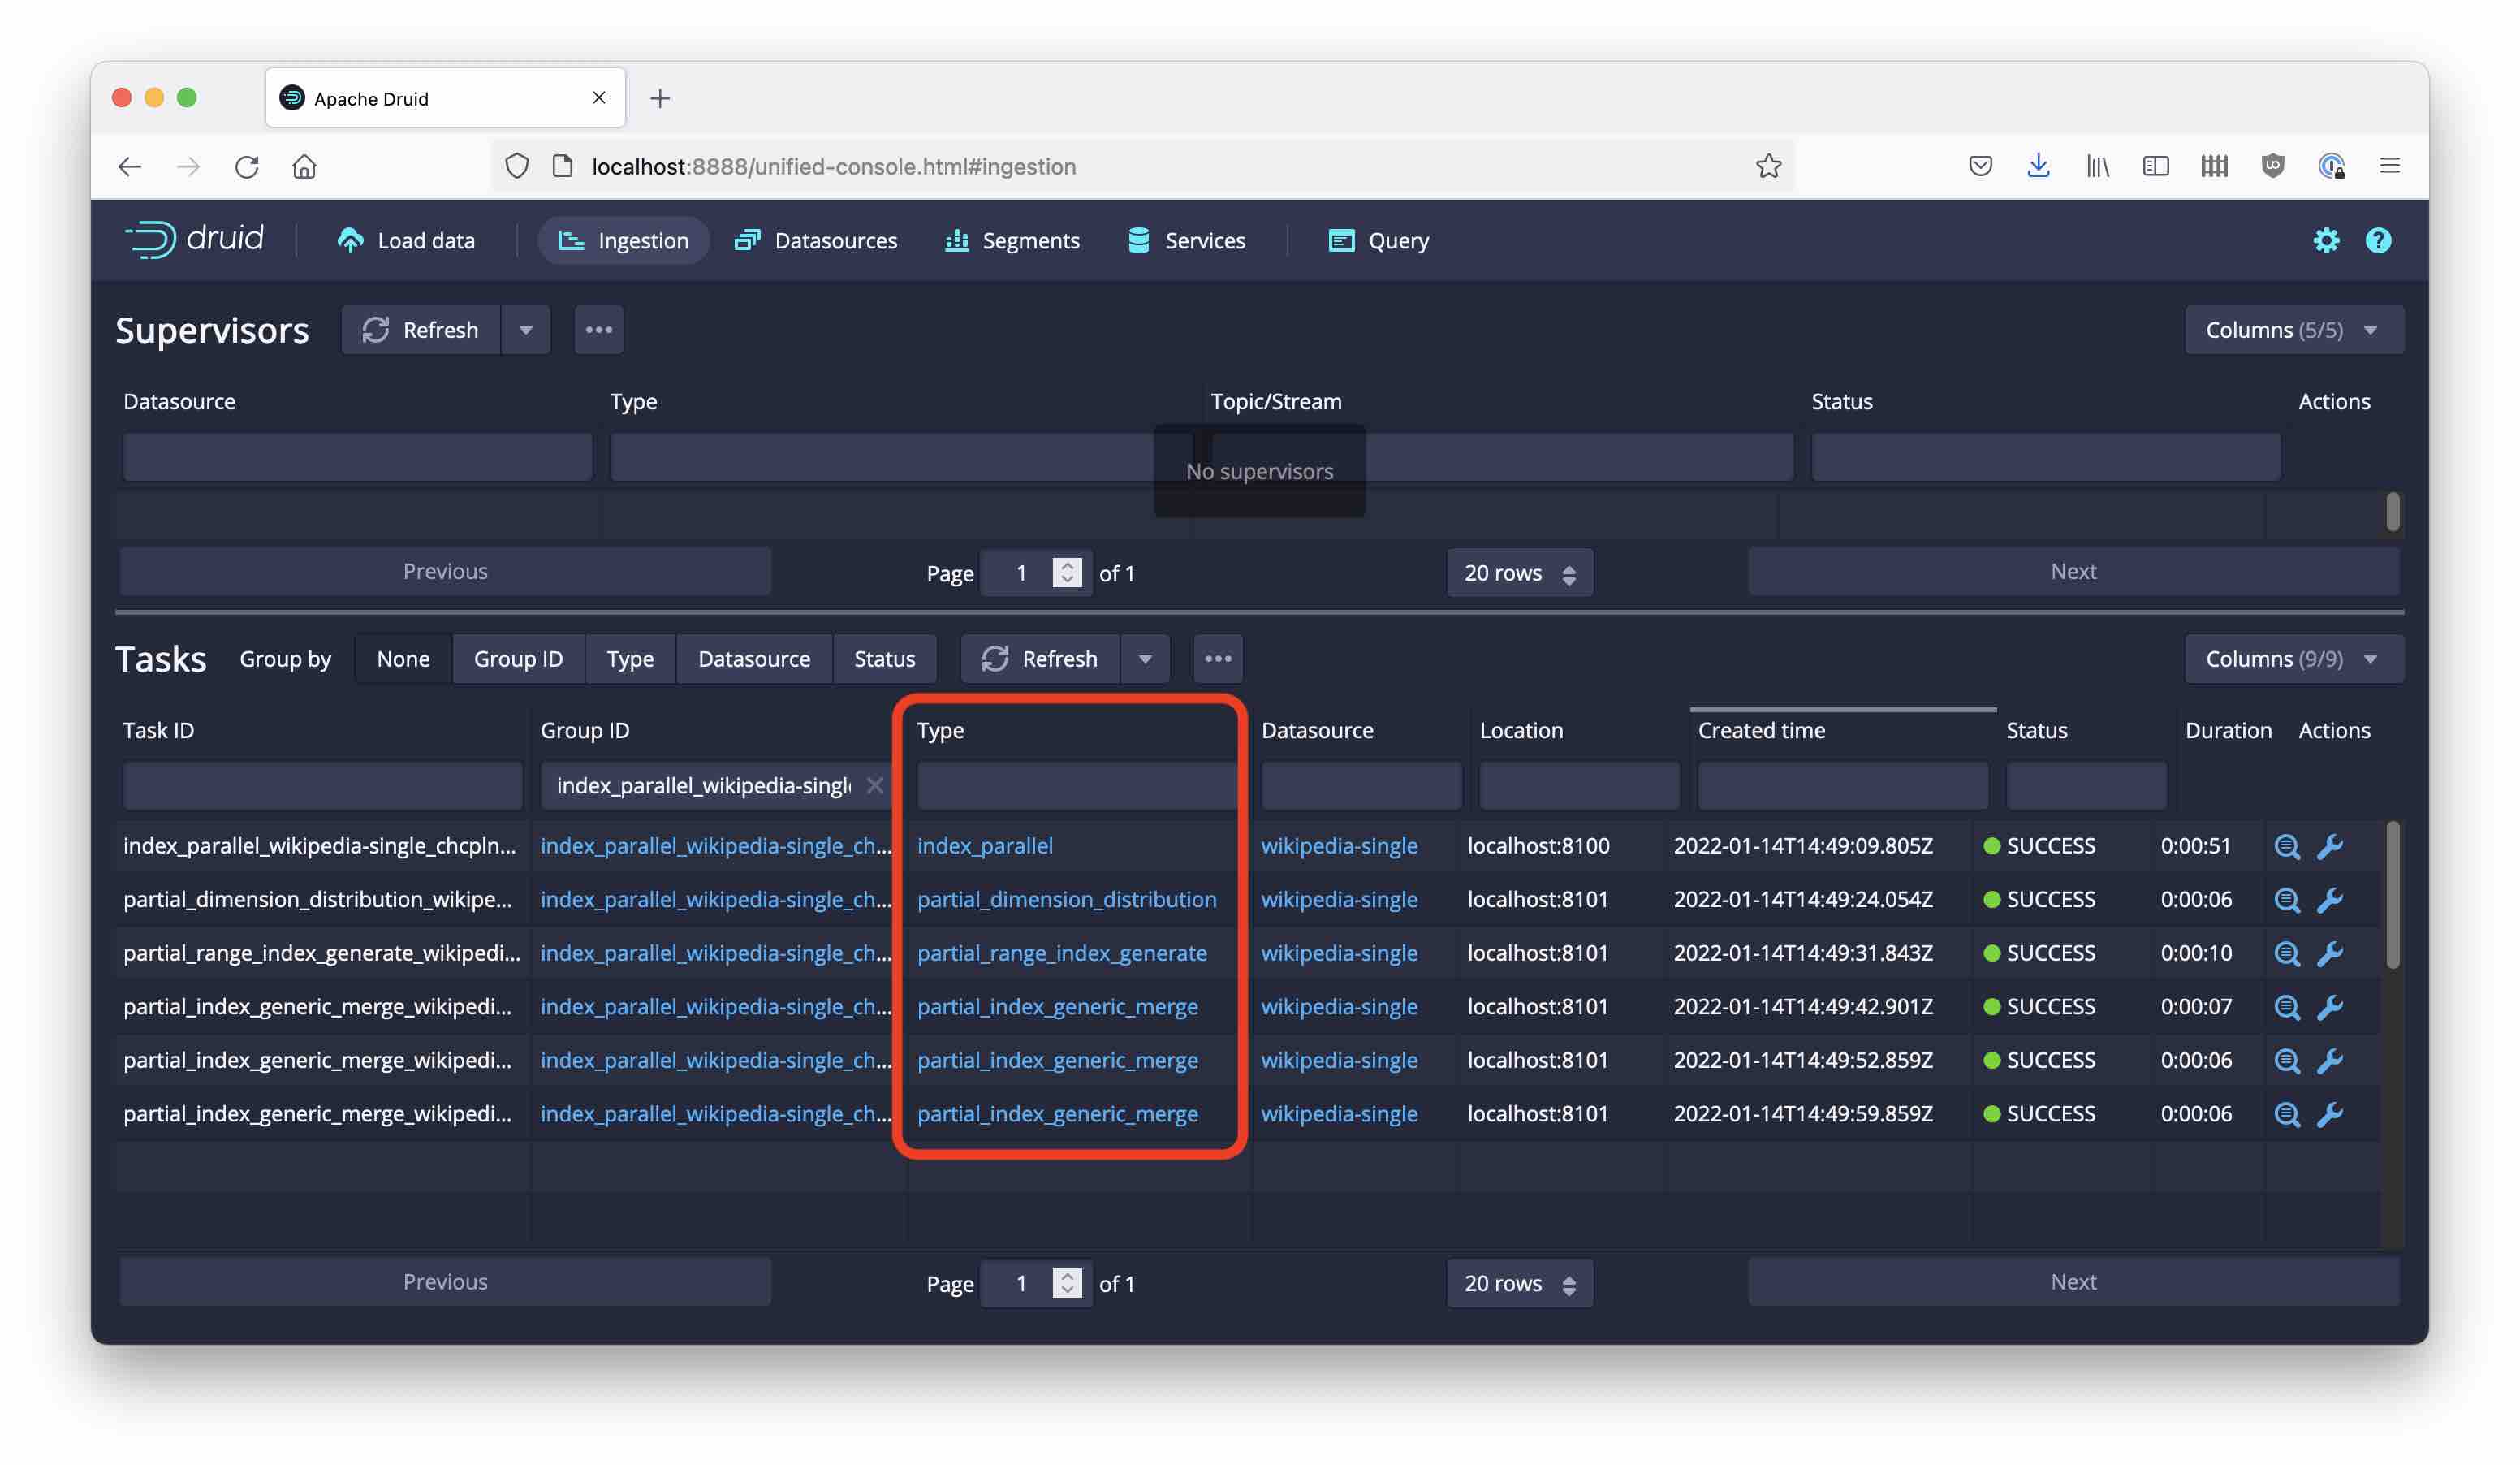 Apache Druid
localhost:8888/unified-console.html#ingestion
druid Load data Ingestion Datasources Segments Services Query
Supervisors Refresh Columns (5/5)
Datasource Type Topic/Stream Status Actions
No supervisors
Previous Page 1 of 1 20 rows Next
Tasks Group by None Group ID Type Datasource Status Refresh Columns (9/9)
Task ID Group ID Type Datasource Location Created time Status Duration Actions
index_parallel_wikipedia-singl
index_parallel_wikipedia-single_chcpln... index_parallel_wikipedia-single_ch... index_parallel wikipedia-single localhost:8100 2022-01-14T14:49:09.805Z SUCCESS 0:00:51
partial_dimension_distribution_wikipe... index_parallel_wikipedia-single_ch... partial_dimension_distribution wikipedia-single localhost:8101 2022-01-14T14:49:24.054Z SUCCESS 0:00:06
partial_range_index_generate_wikipedi... index_parallel_wikipedia-single_ch... partial_range_index_generate wikipedia-single localhost:8101 2022-01-14T14:49:31.843Z SUCCESS 0:00:10
partial_index_generic_merge_wikipedi... index_parallel_wikipedia-single_ch... partial_index_generic_merge wikipedia-single localhost:8101 2022-01-14T14:49:42.901Z SUCCESS 0:00:07
partial_index_generic_merge_wikipedi... index_parallel_wikipedia-single_ch... partial_index_generic_merge wikipedia-single localhost:8101 2022-01-14T14:49:52.859Z SUCCESS 0:00:06
partial_index_generic_merge_wikipedi... index_parallel_wikipedia-single_ch... partial_index_generic_merge wikipedia-single localhost:8101 2022-01-14T14:49:59.859Z SUCCESS 0:00:06
Previous Page 1 of 1 20 rows Next